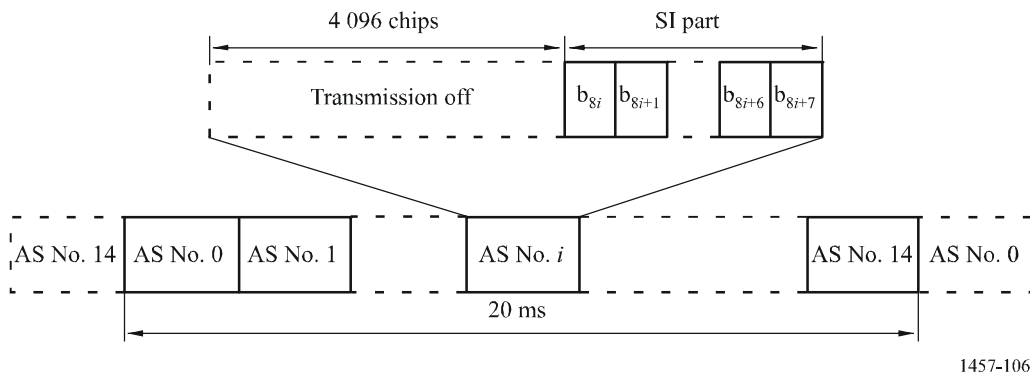 4 096 chips SI part
Transmission off b8i b8i+1 b8i+6 b8i+7
AS No. 14 AS No. 0 AS No. 1 AS No. i AS No. 14 AS No. 0
20 ms
1457-106